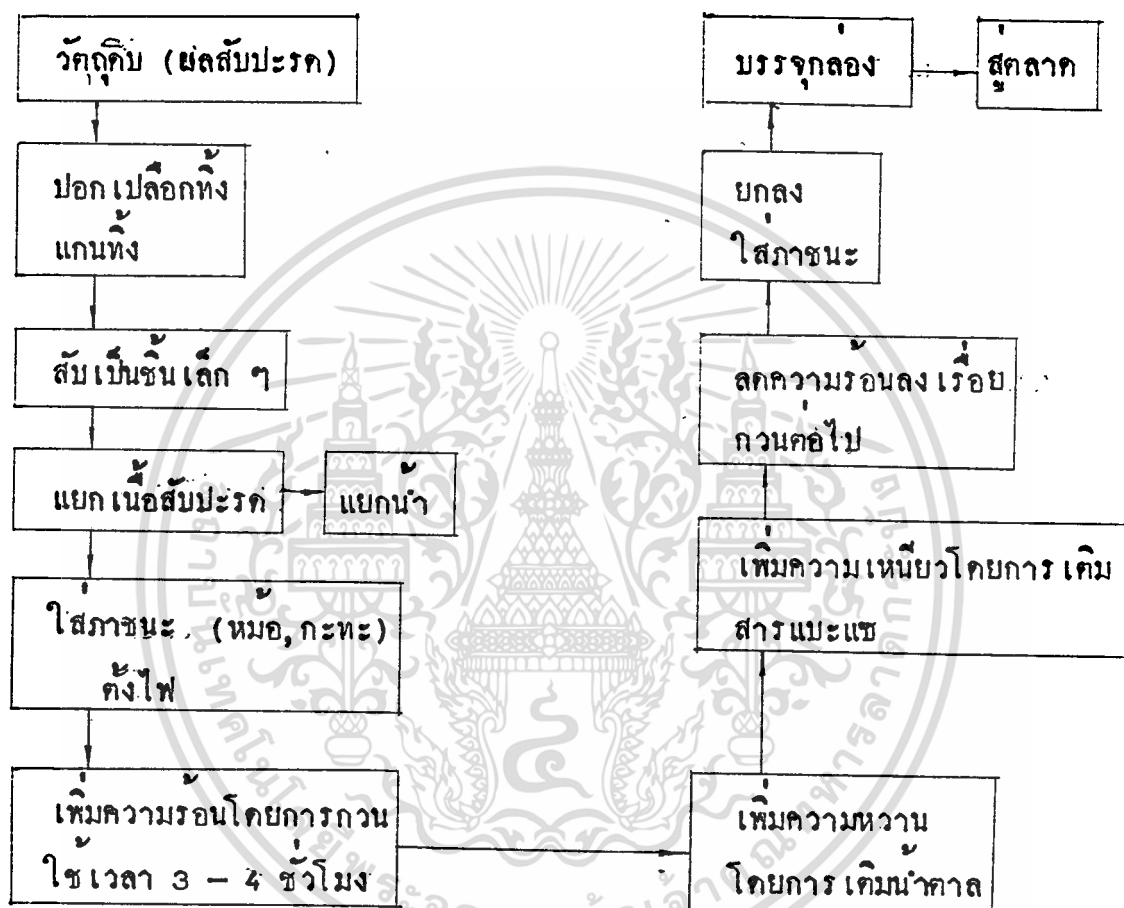 วัตถุดิบ (ผลสับปะรด)
ปอกเปลือกทิ้ง
แกนทิ้ง
สับเป็นชิ้นเล็ก ๆ
แยกเนื้อสับปะรด
แยกน้ำ
ใส่ภาชนะ (หม้อ, กะทะ)
ตั้งไฟ
เพิ่มความร้อนโดยการกวน
ใช้เวลา 3 - 4 ชั่วโมง
เพิ่มความหวาน
โดยการเติมน้ำตาล
เพิ่มความเหนียวโดยการเติม
สารแบะแซ
ลดความร้อนลงเรื่อย
กวนต่อไป
ยกลง
ใส่ภาชนะ
บรรจุกล่อง
สู่ตลาด